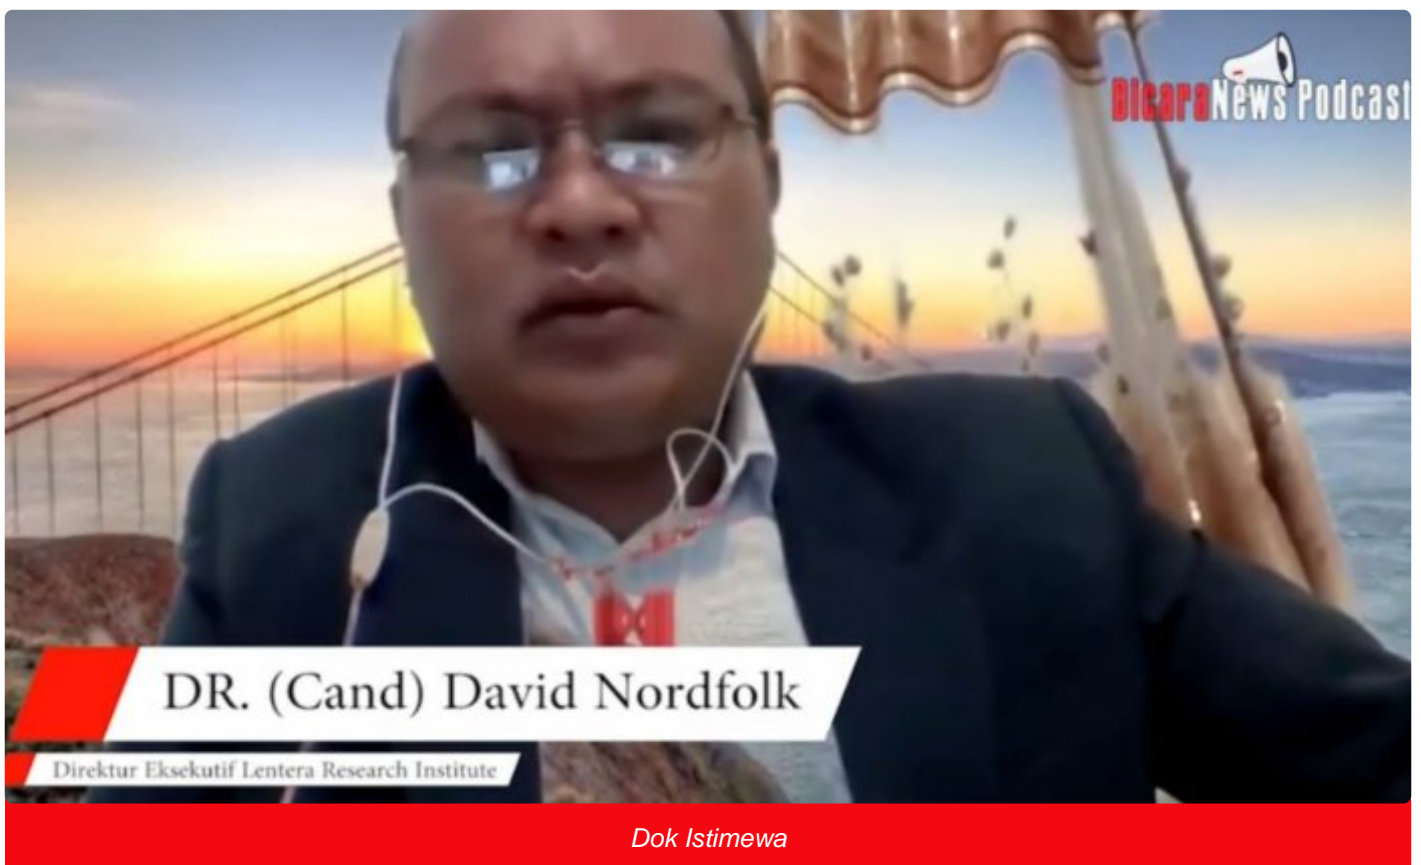 BicaraNews Podcast
DR. (Cand) David Nordfolk
Direktur Eksekutif Lentera Research Institute
Dok Istimewa